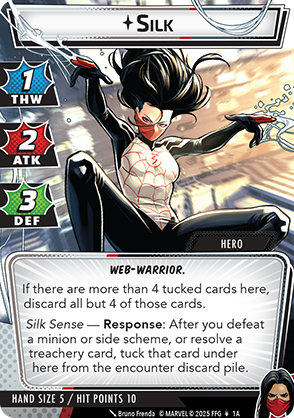 SILK
1
THW
2
ATK
3
DEF
HERO
WEB-WARRIOR.
If there are more than 4 tucked cards here,
discard all but 4 of those cards.
Silk Sense — Response: After you defeat
a minion or side scheme, or resolve a
treachery card, tuck that card under
here from the encounter discard pile.
HAND SIZE 5 / HIT POINTS 10
Bruno Frenda © MARVEL © 2025 FFG 1A